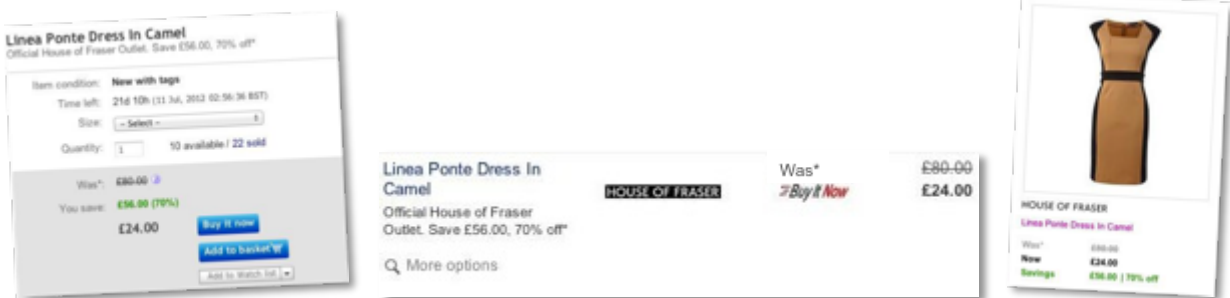 Linea Ponte Dress In Camel
Official House of Fraser Outlet. Save £56.00, 70% off*
Item condition: New with tags
Time left: 21d 10h (11 Jul, 2012 02:56:36 BST)
Size: - Select -
Quantity: 1 10 available / 22 sold
Was*: £80.00
You save: £56.00 (70%)
£24.00 Buy it now
Add to basket
Add to Watch list
Linea Ponte Dress In
Camel
HOUSE OF FRASER
Was* £80.00
Buy It Now £24.00
Official House of Fraser
Outlet. Save £56.00, 70% off*
More options
HOUSE OF FRASER
Linea Ponte Dress In Camel
Was* £80.00
Now £24.00
Savings £56.00 | 70% off